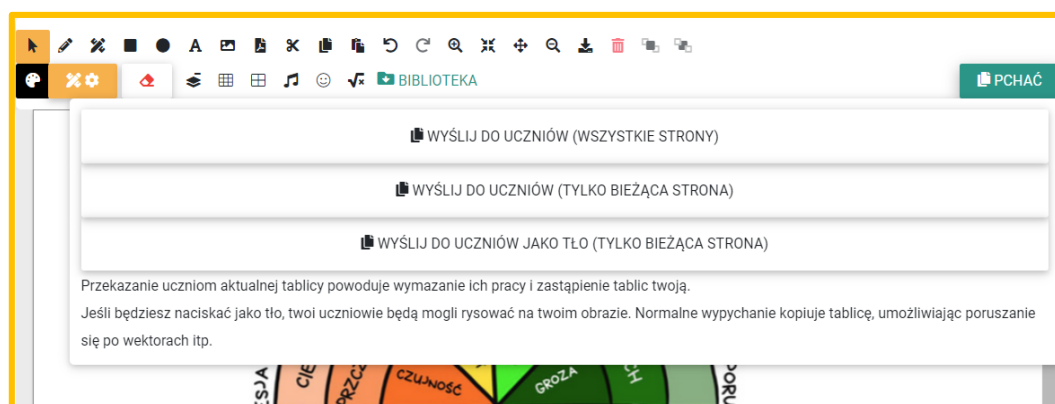 BIBLIOTEKA
PCHAĆ
WYŚLIJ DO UCZNIÓW (WSZYSTKIE STRONY)
WYŚLIJ DO UCZNIÓW (TYLKO BIEŻĄCA STRONA)
WYŚLIJ DO UCZNIÓW JAKO TŁO (TYLKO BIEŻĄCA STRONA)
Przekazanie uczniom aktualnej tablicy powoduje wymazanie ich pracy i zastąpienie tablic twoją.
Jeśli będziesz naciskać jako tło, twoi uczniowie będą mogli rysować na twoim obrazie. Normalne wypychanie kopiuje tablicę, umożliwiając poruszanie
się po wektorach itp.
CZUJNOŚĆ
GROZA